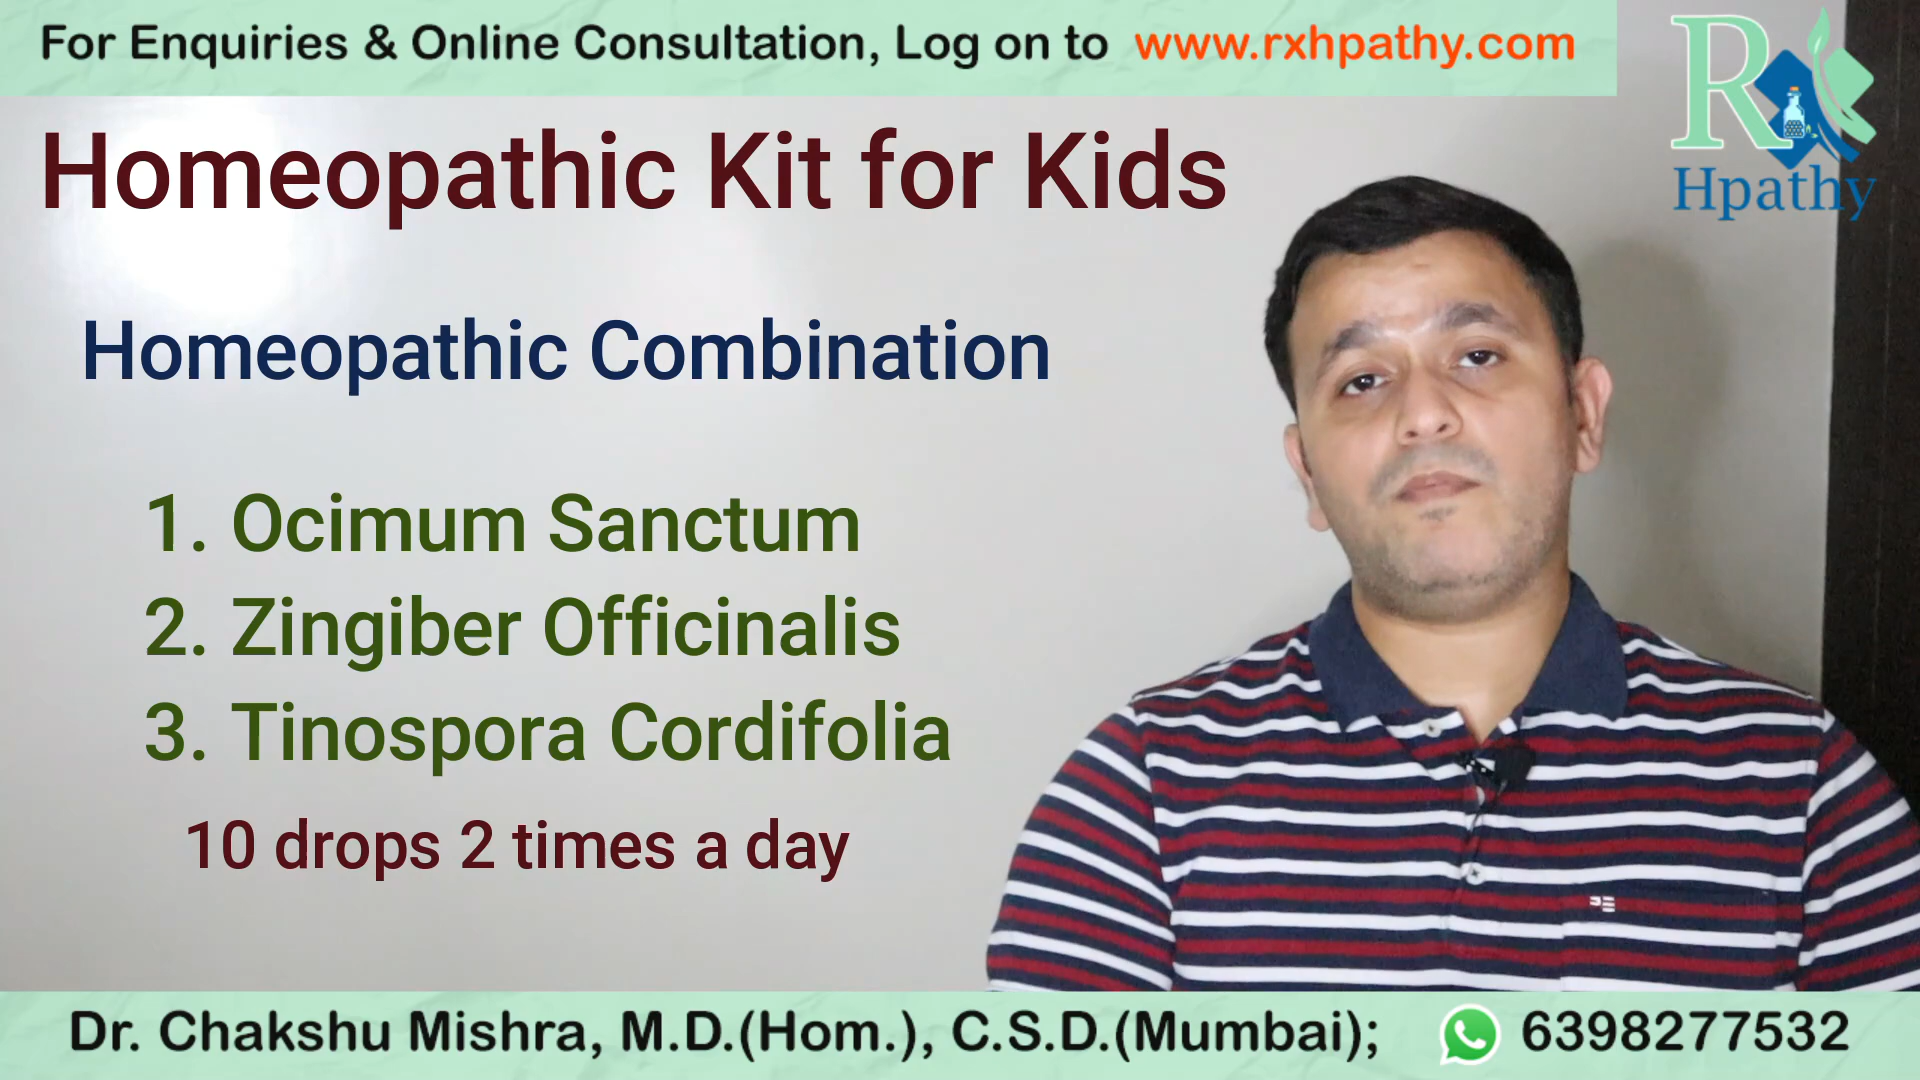 For Enquiries & Online Consultation, Log on to www.rxhpathy.com
Rx
Hpathy
Homeopathic Kit for Kids
Homeopathic Combination
1. Ocimum Sanctum
2. Zingiber Officinalis
3. Tinospora Cordifolia
10 drops 2 times a day
Dr. Chakshu Mishra, M.D.(Hom.), C.S.D.(Mumbai); 6398277532